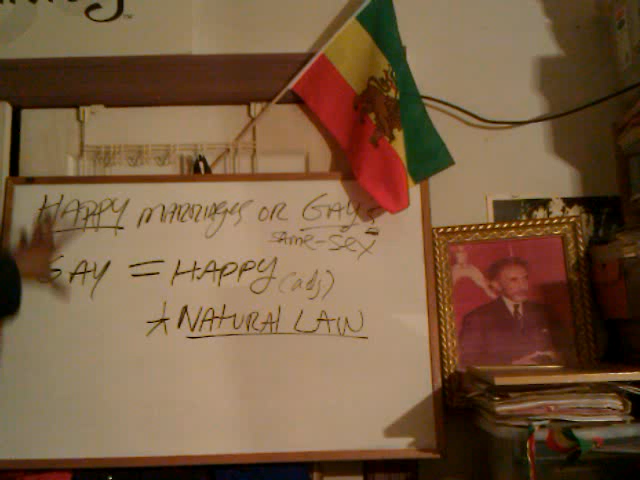 HAPPY MARRIAGES OR GAYS
SAME-SEX
GAY = HAPPY (adj)
* NATURAL LAW